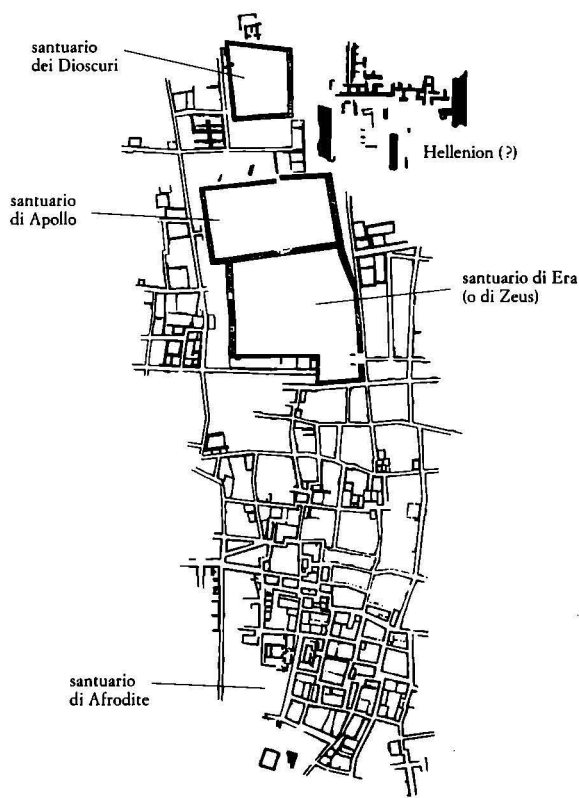 santuario
dei Dioscuri
Hellenion (?)
santuario
di Apollo
santuario di Era
(o di Zeus)
santuario
di Afrodite